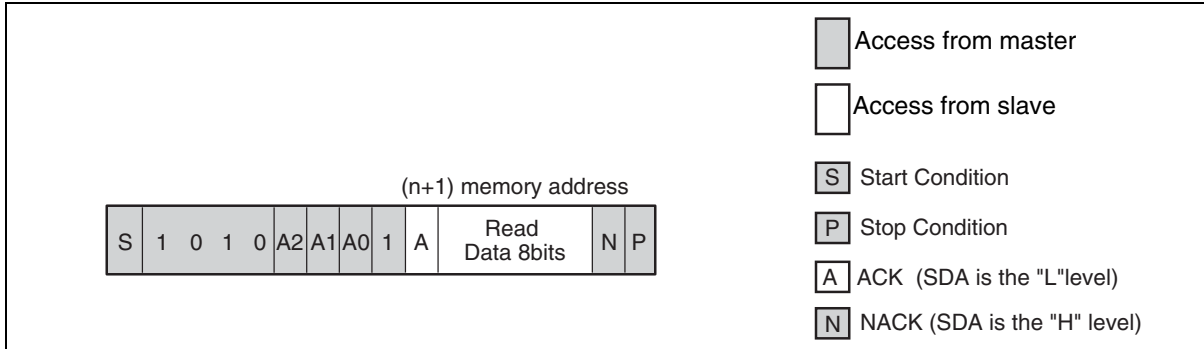 (n+1) memory address
S 1 0 1 0 A2 A1 A0 1 A Read Data 8bits N P
Access from master
Access from slave
S Start Condition
P Stop Condition
A ACK (SDA is the "L"level)
N NACK (SDA is the "H" level)